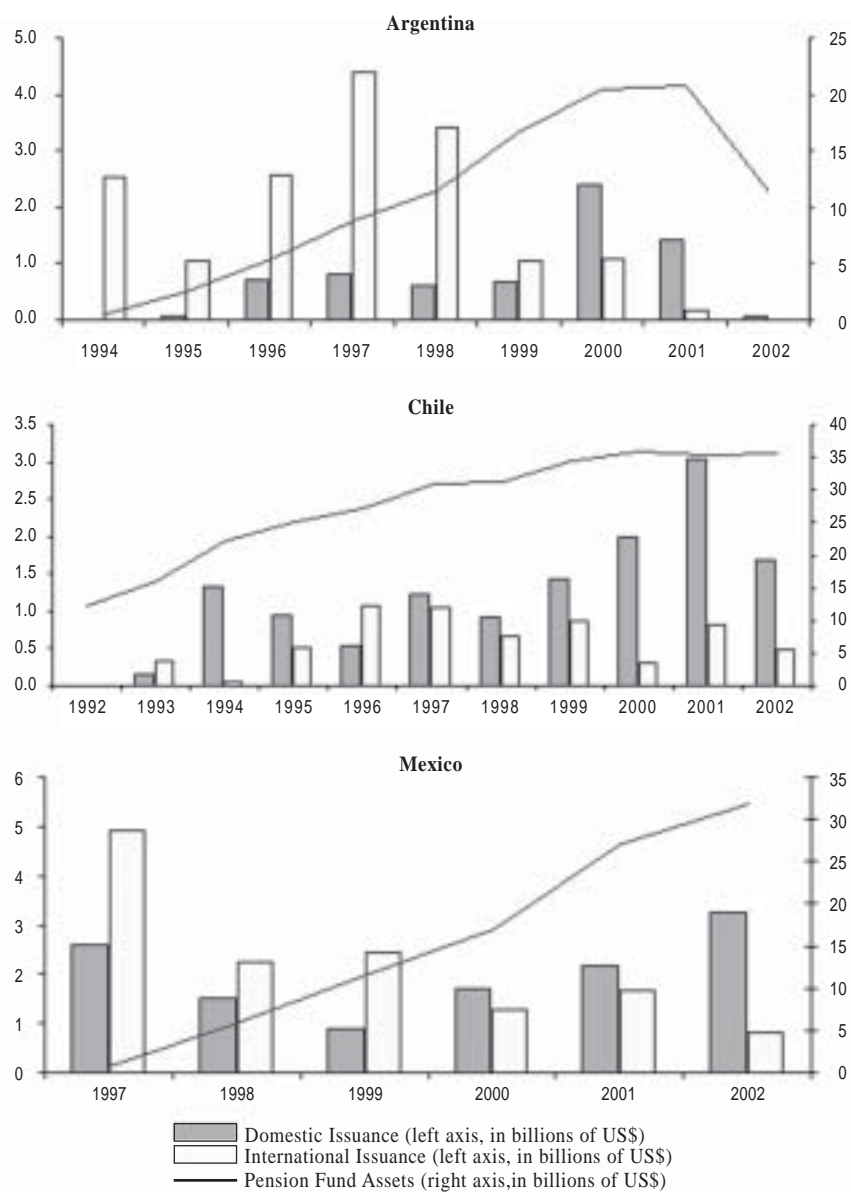 Argentina
5.0 25
4.0 20
3.0 15
2.0 10
1.0 5
0.0 0
1994 1995 1996 1997 1998 1999 2000 2001 2002
Chile
3.5 40
3.0 35
2.5 30
2.0 25
1.5 20
1.0 15
0.5 10
0.0 5
0
1992 1993 1994 1995 1996 1997 1998 1999 2000 2001 2002
Mexico
6 35
5 30
4 25
3 20
2 15
1 10
0 5
0
1997 1998 1999 2000 2001 2002
Domestic Issuance (left axis, in billions of US$)
International Issuance (left axis, in billions of US$)
Pension Fund Assets (right axis,in billions of US$)